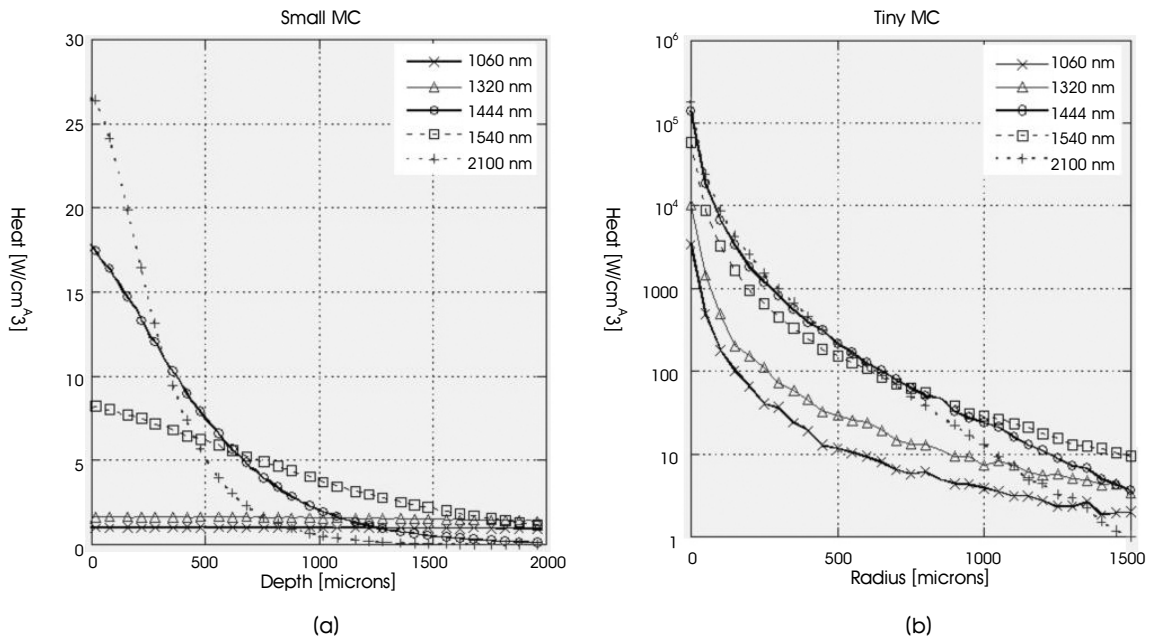 Small MC
30
25
20
15
10
5
0
0 500 1000 1500 2000
Heat [W/cm^3]
Depth [microns]
1060 nm
1320 nm
1444 nm
1540 nm
2100 nm
(a)
Tiny MC
10^6
10^5
10^4
1000
100
10
1
0 500 1000 1500
Heat [W/cm^3]
Radius [microns]
1060 nm
1320 nm
1444 nm
1540 nm
2100 nm
(b)